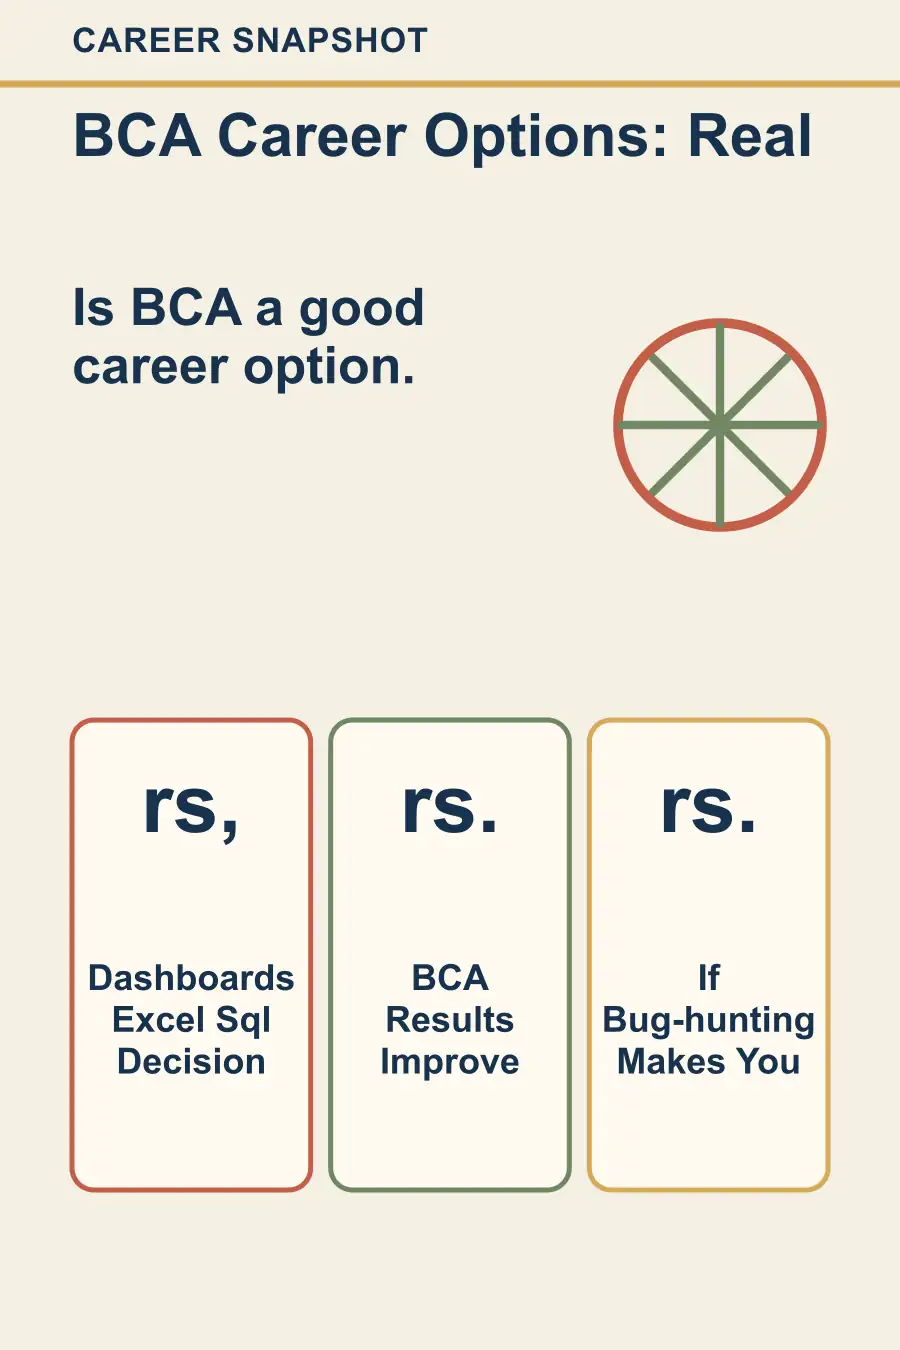 CAREER SNAPSHOT
BCA Career Options: Real
Is BCA a good
career option.
rs,
Dashboards
Excel Sql
Decision
rs.
BCA
Results
Improve
rs.
If
Bug-hunting
Makes You